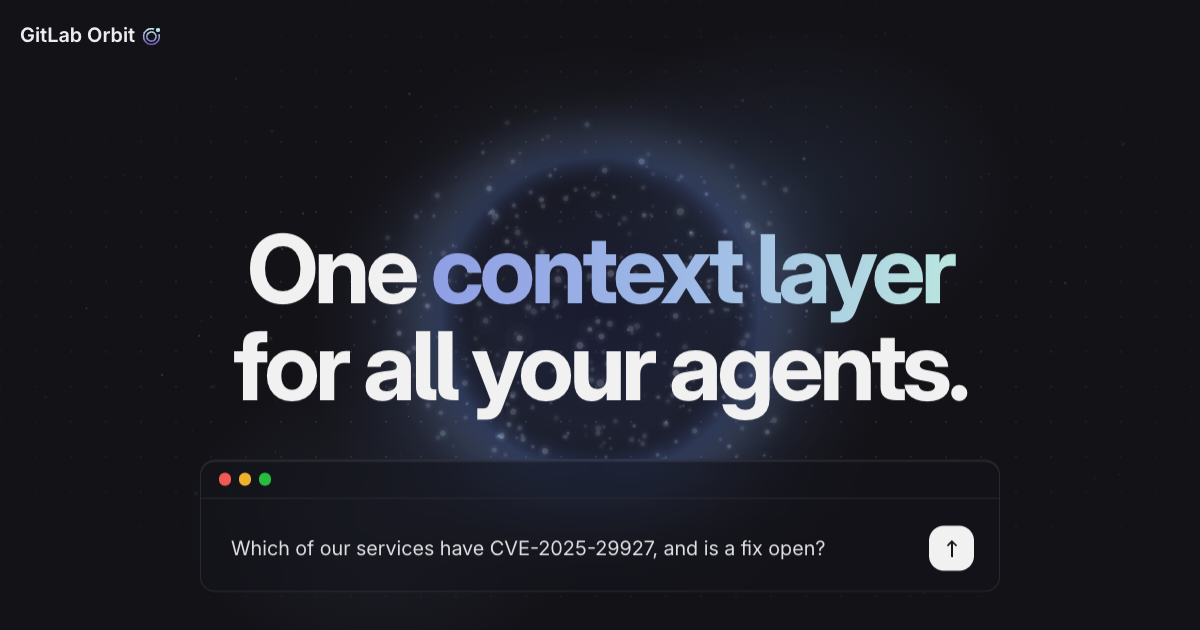 GitLab Orbit
One context layer
for all your agents.
Which of our services have CVE-2025-29927, and is a fix open?